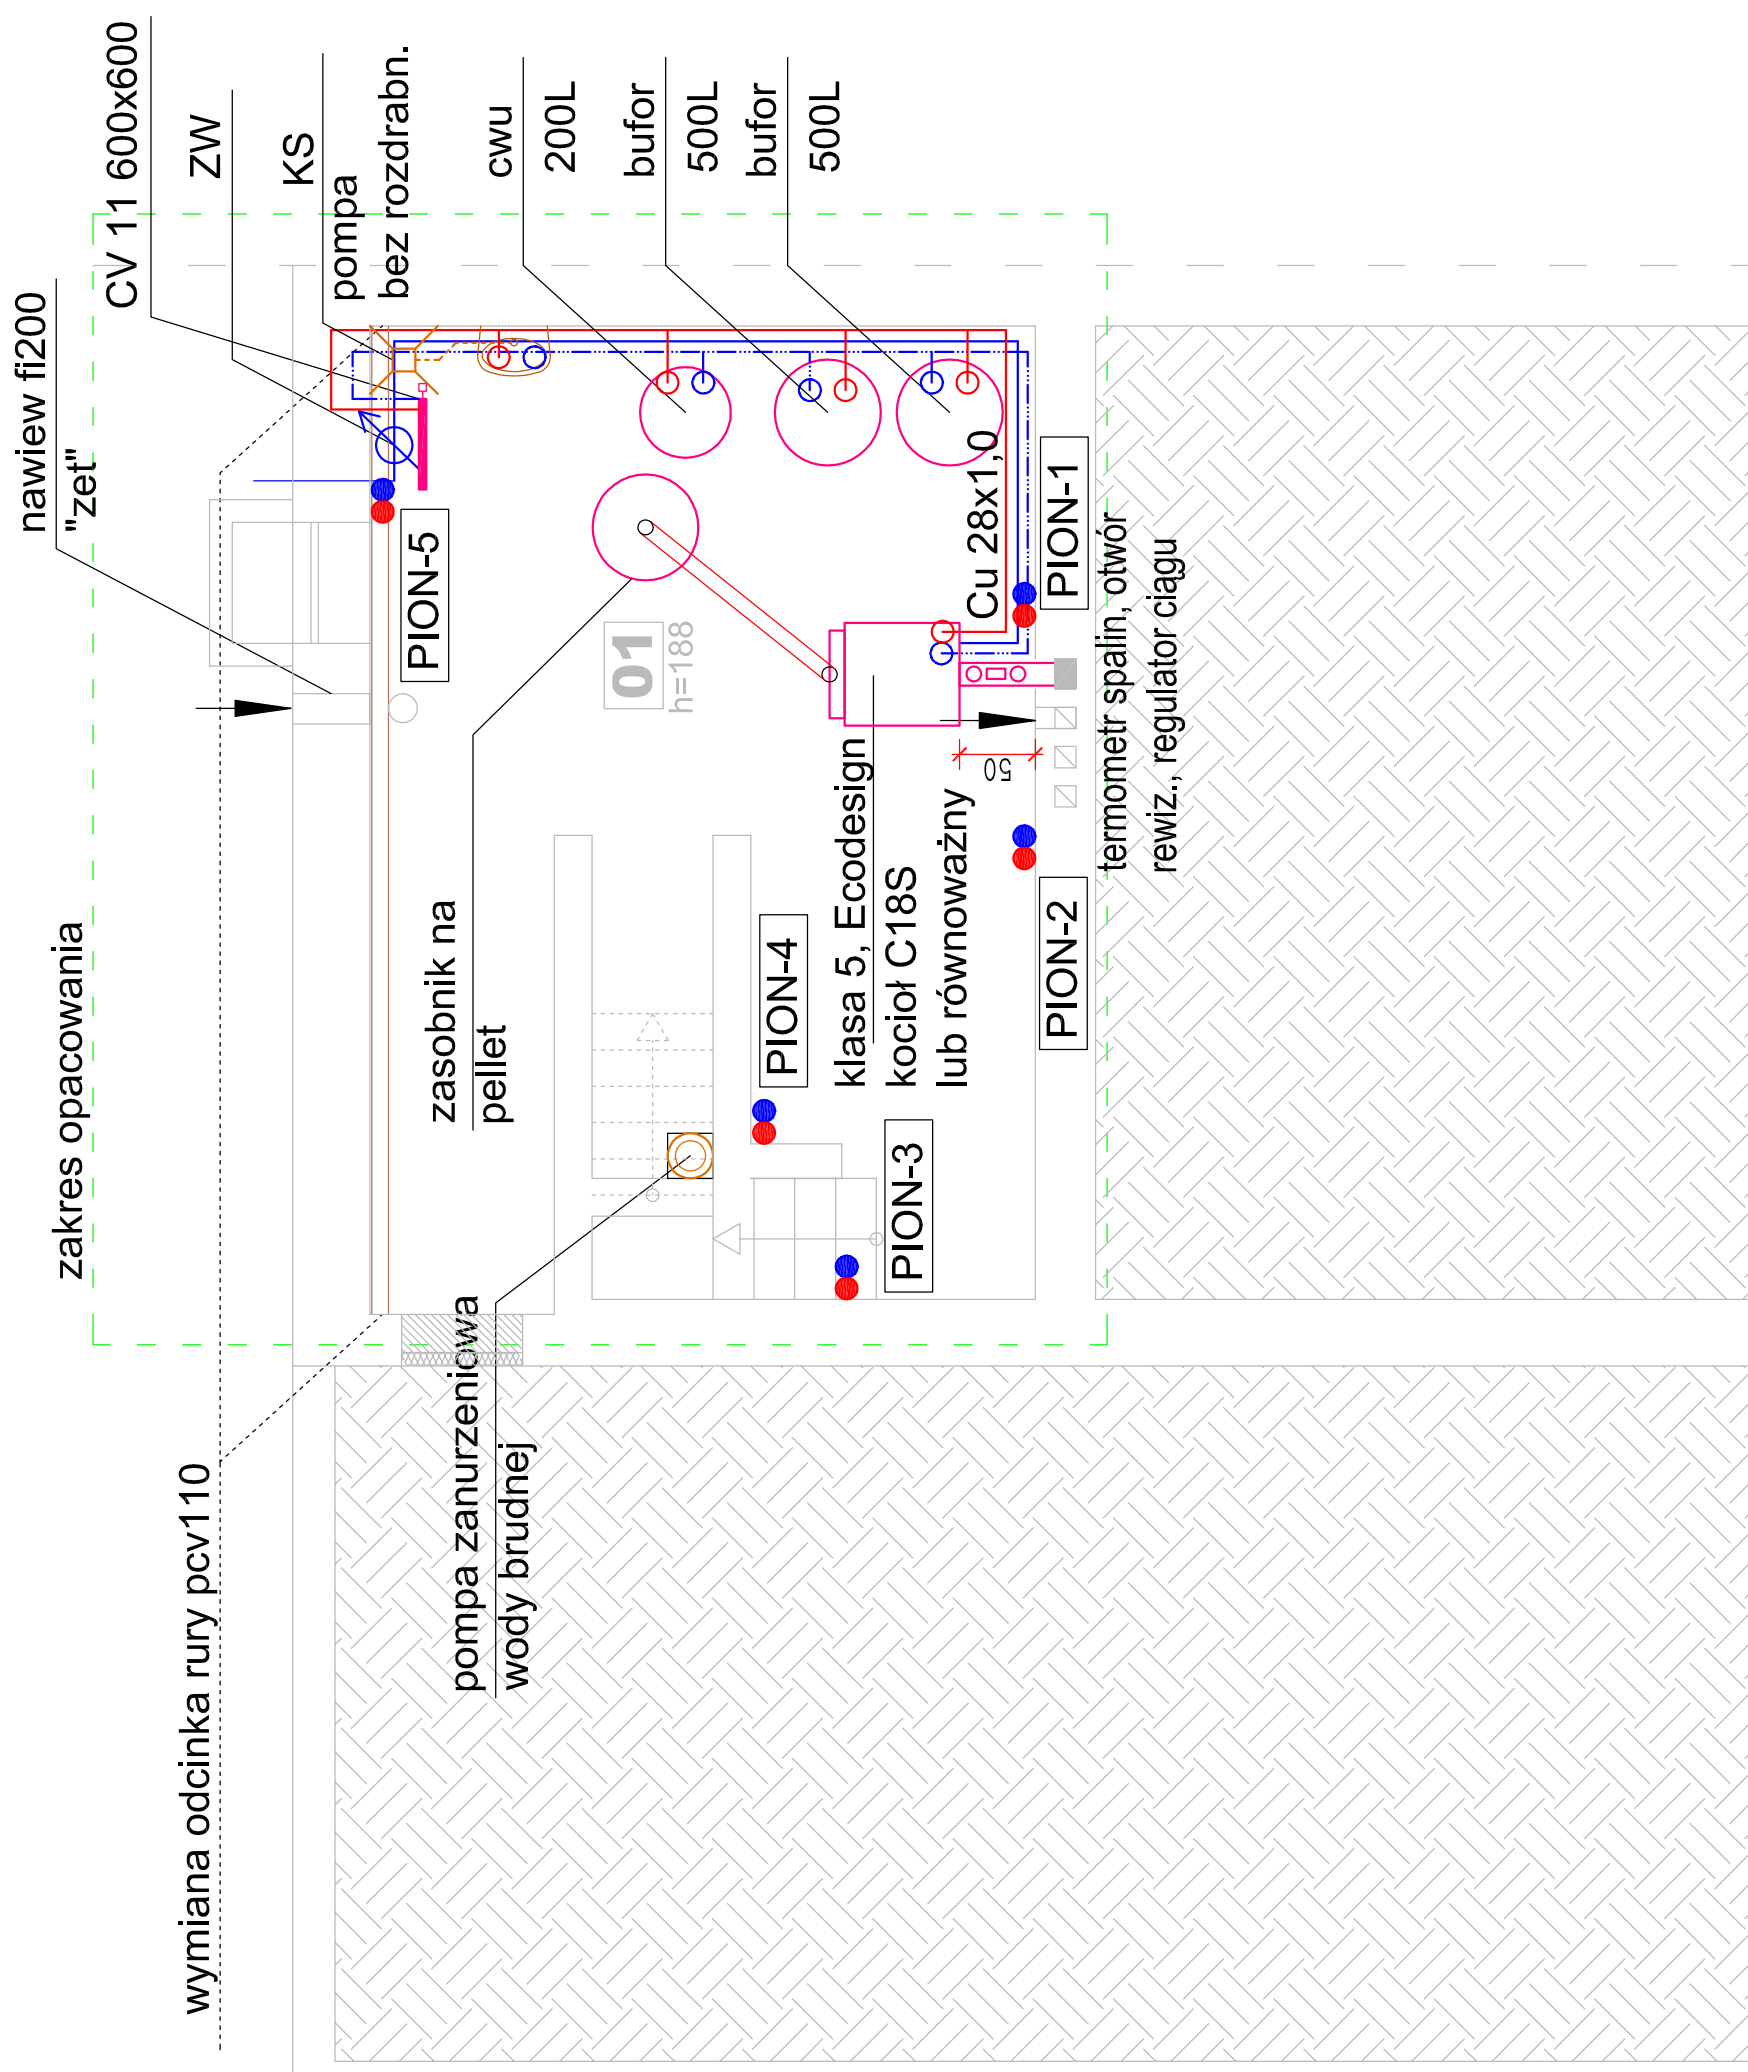 nawiew fi200
"zet"
CV 11 600x600
ZW
KS
pompa
bez rozdrabn.
cwu
200L
bufor
500L
bufor
500L
zakres opacowania
PION-5
01
h=188
Cu 28x1,0
PION-1
termometr spalin, otwór
rewiz., regulator ciągu
zasobnik na
pellet
PION-4
klasa 5, Ecodesign
kocioł C18S
lub równoważny
50
PION-2
PION-3
pompa zanurzeniowa
wody brudnej
wymiana odcinka rury pcv110